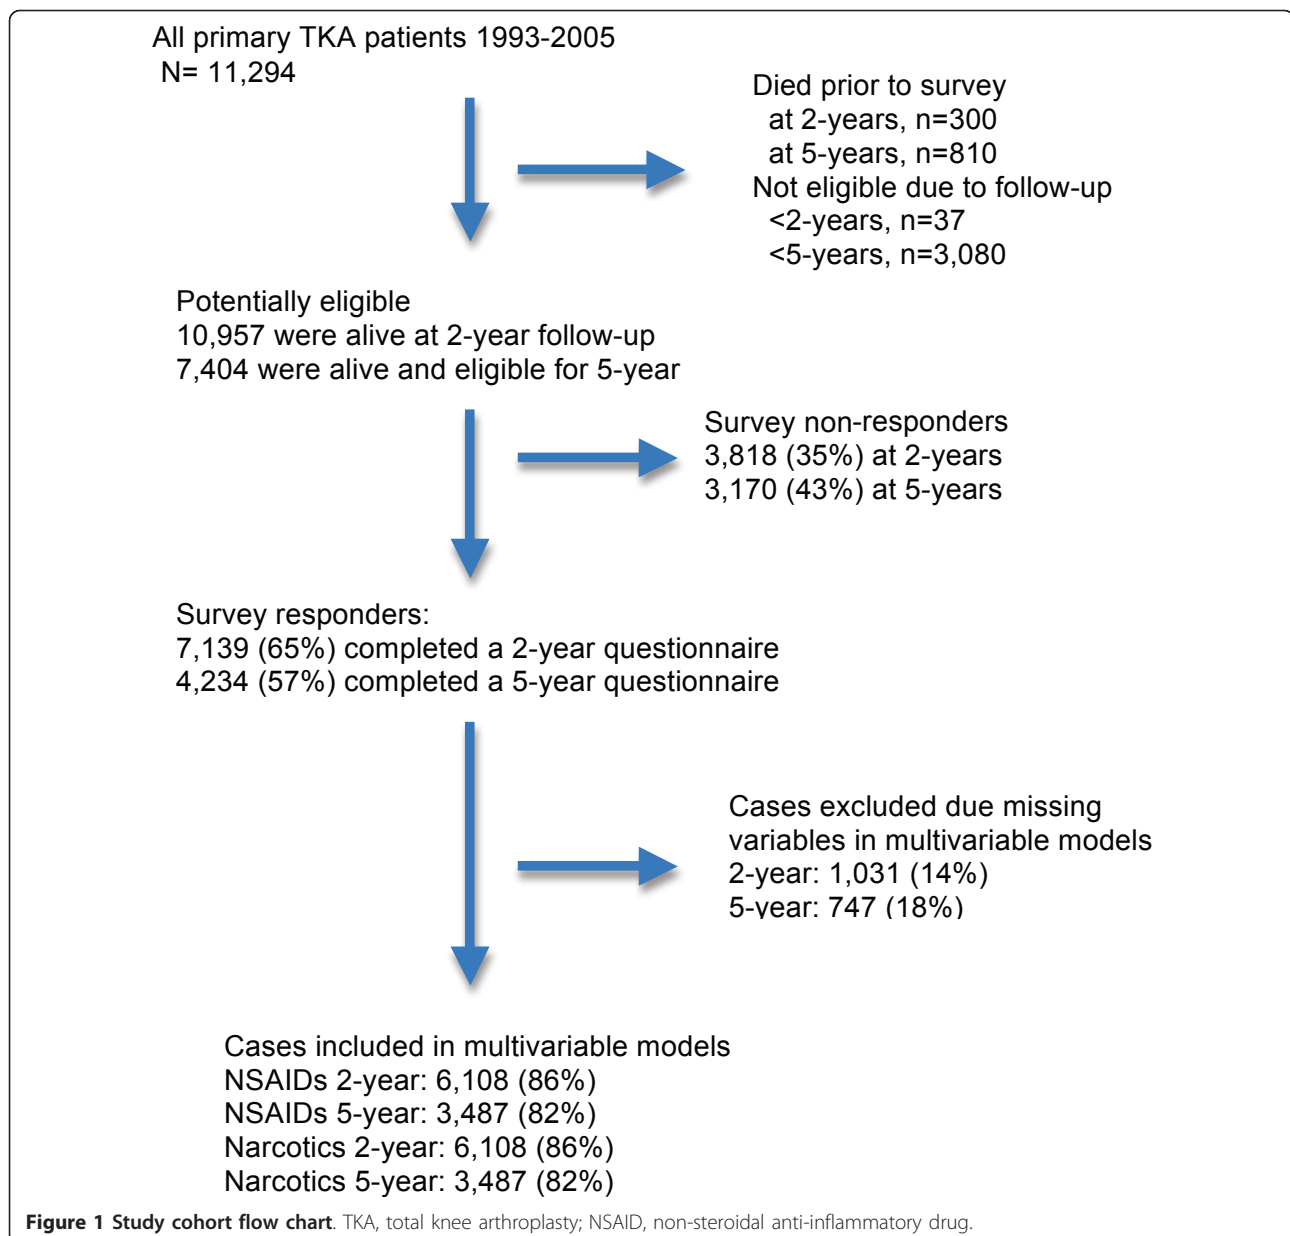 All primary TKA patients 1993-2005
N= 11,294
Died prior to survey
at 2-years, n=300
at 5-years, n=810
Not eligible due to follow-up
<2-years, n=37
<5-years, n=3,080
Potentially eligible
10,957 were alive at 2-year follow-up
7,404 were alive and eligible for 5-year
Survey non-responders
3,818 (35%) at 2-years
3,170 (43%) at 5-years
Survey responders:
7,139 (65%) completed a 2-year questionnaire
4,234 (57%) completed a 5-year questionnaire
Cases excluded due missing
variables in multivariable models
2-year: 1,031 (14%)
5-year: 747 (18%)
Cases included in multivariable models
NSAIDs 2-year: 6,108 (86%)
NSAIDs 5-year: 3,487 (82%)
Narcotics 2-year: 6,108 (86%)
Narcotics 5-year: 3,487 (82%)
Figure 1 Study cohort flow chart. TKA, total knee arthroplasty; NSAID, non-steroidal anti-inflammatory drug.